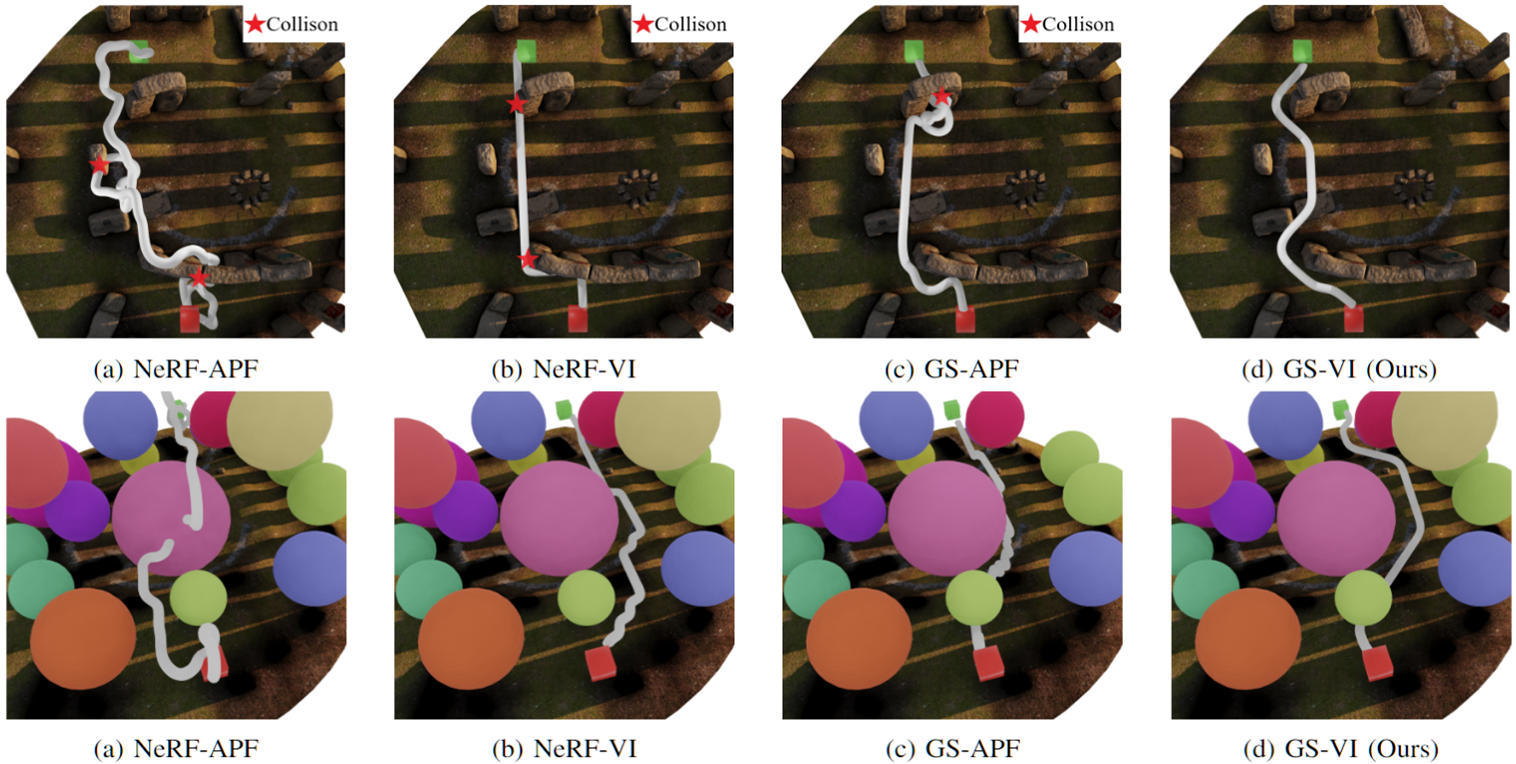 ★Collison
★Collison
★Collison
(a) NeRF-APF
(b) NeRF-VI
(c) GS-APF
(d) GS-VI (Ours)
(a) NeRF-APF
(b) NeRF-VI
(c) GS-APF
(d) GS-VI (Ours)